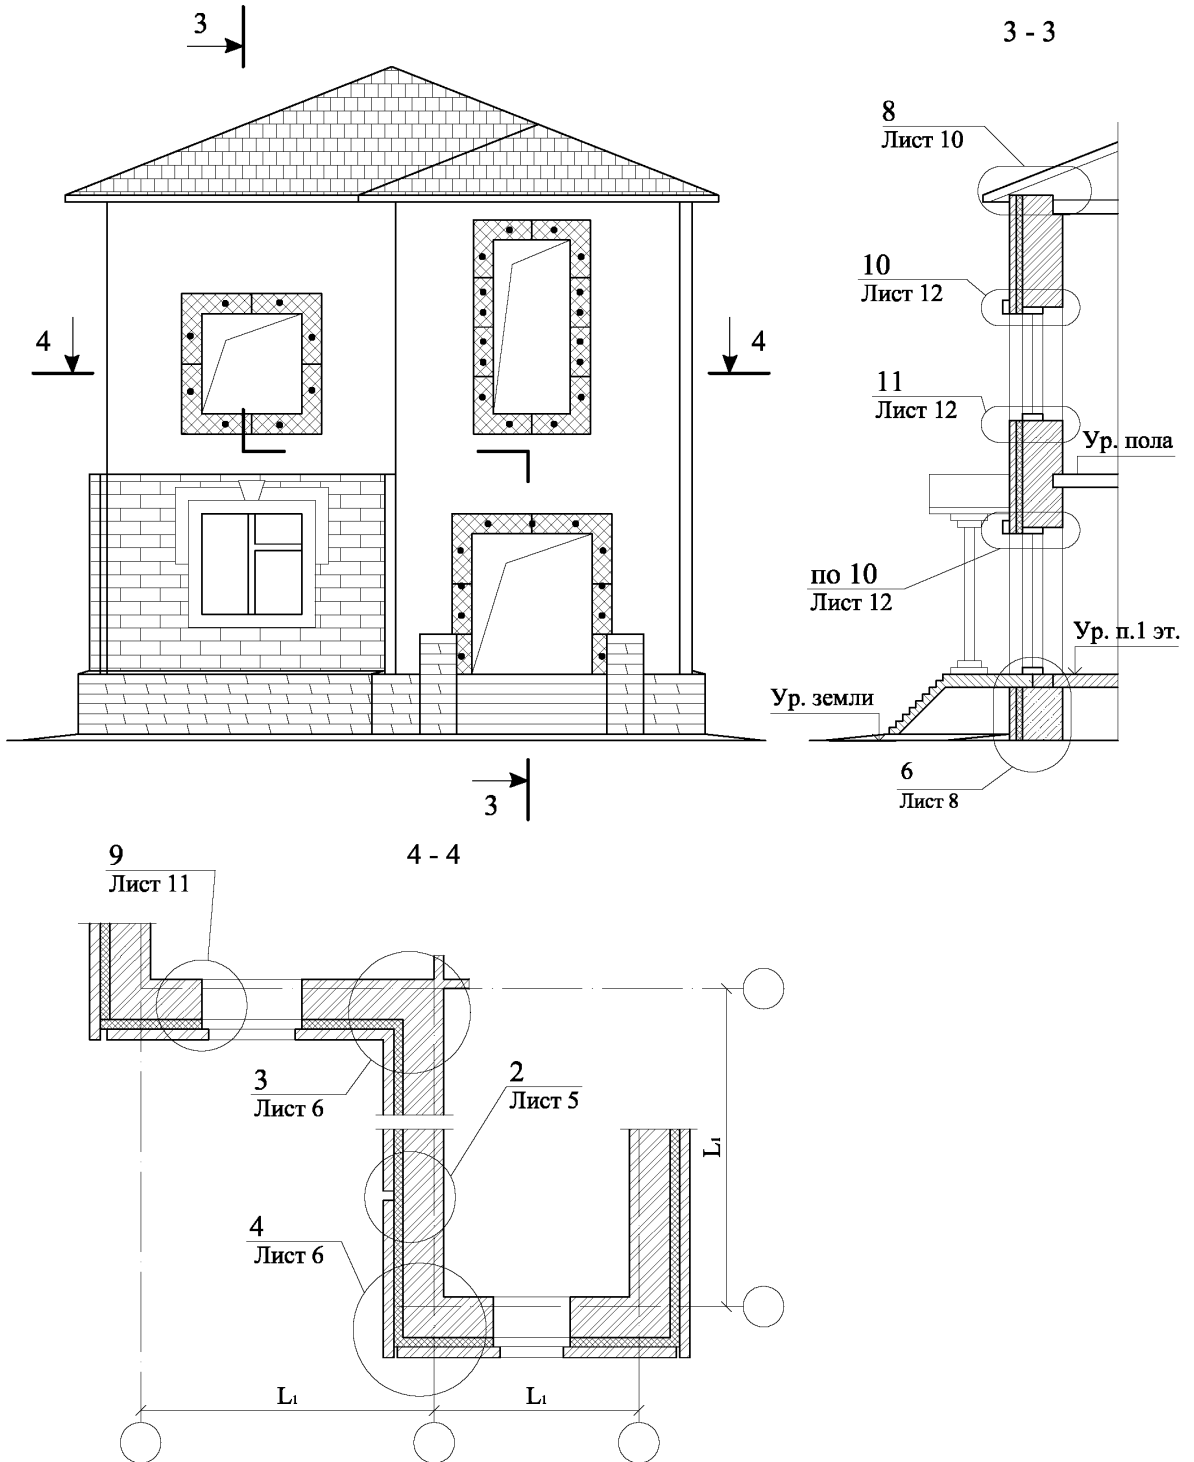 3
3 - 3
8
Лист 10
10
Лист 12
4
4
11
Лист 12
Ур. пола
по 10
Лист 12
Ур. п.1 эт.
Ур. земли
6
Лист 8
3
9
Лист 11
4 - 4
3
Лист 6
2
Лист 5
L1
4
Лист 6
L1
L1